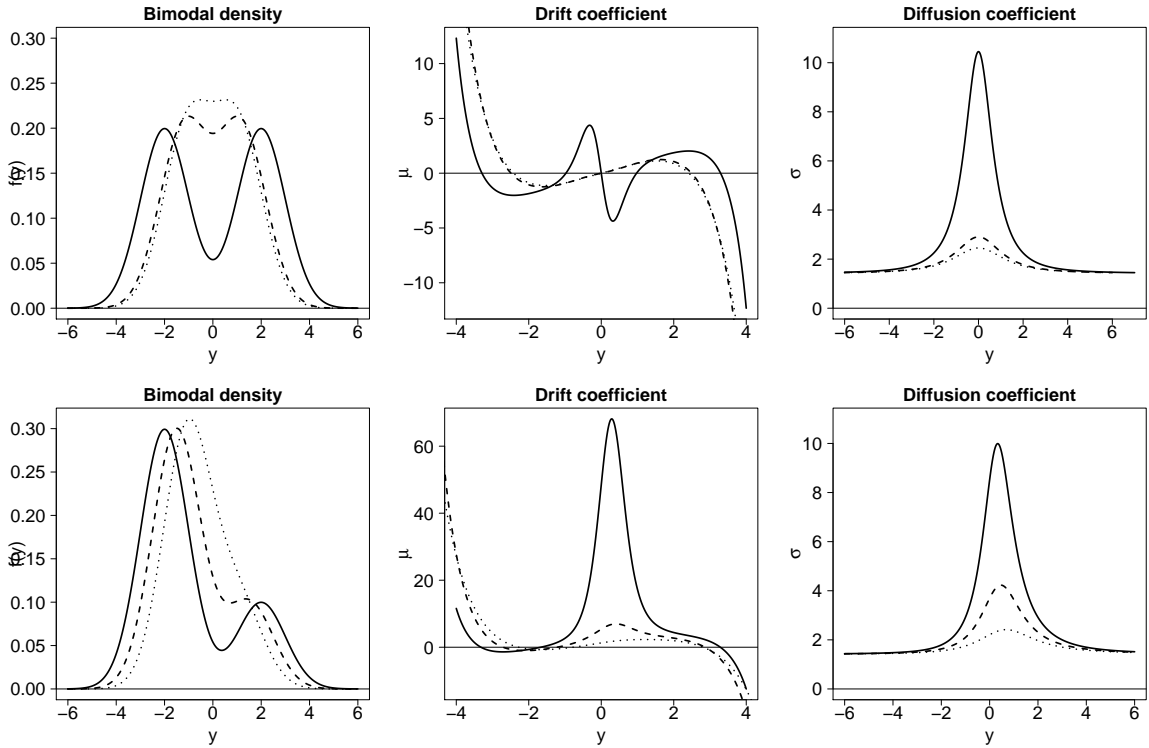 Bimodal density
f(y)
0.30
0.25
0.20
0.15
0.10
0.05
0.00
−6 −4 −2 0 2 4 6
y
Drift coefficient
μ
10
5
0
−5
−10
−4 −2 0 2 4
y
Diffusion coefficient
σ
10
8
6
4
2
0
−6 −4 −2 0 2 4 6
y
Bimodal density
f(y)
0.30
0.25
0.20
0.15
0.10
0.05
0.00
−6 −4 −2 0 2 4 6
y
Drift coefficient
μ
60
40
20
0
−4 −2 0 2 4
y
Diffusion coefficient
σ
10
8
6
4
2
0
−6 −4 −2 0 2 4 6
y